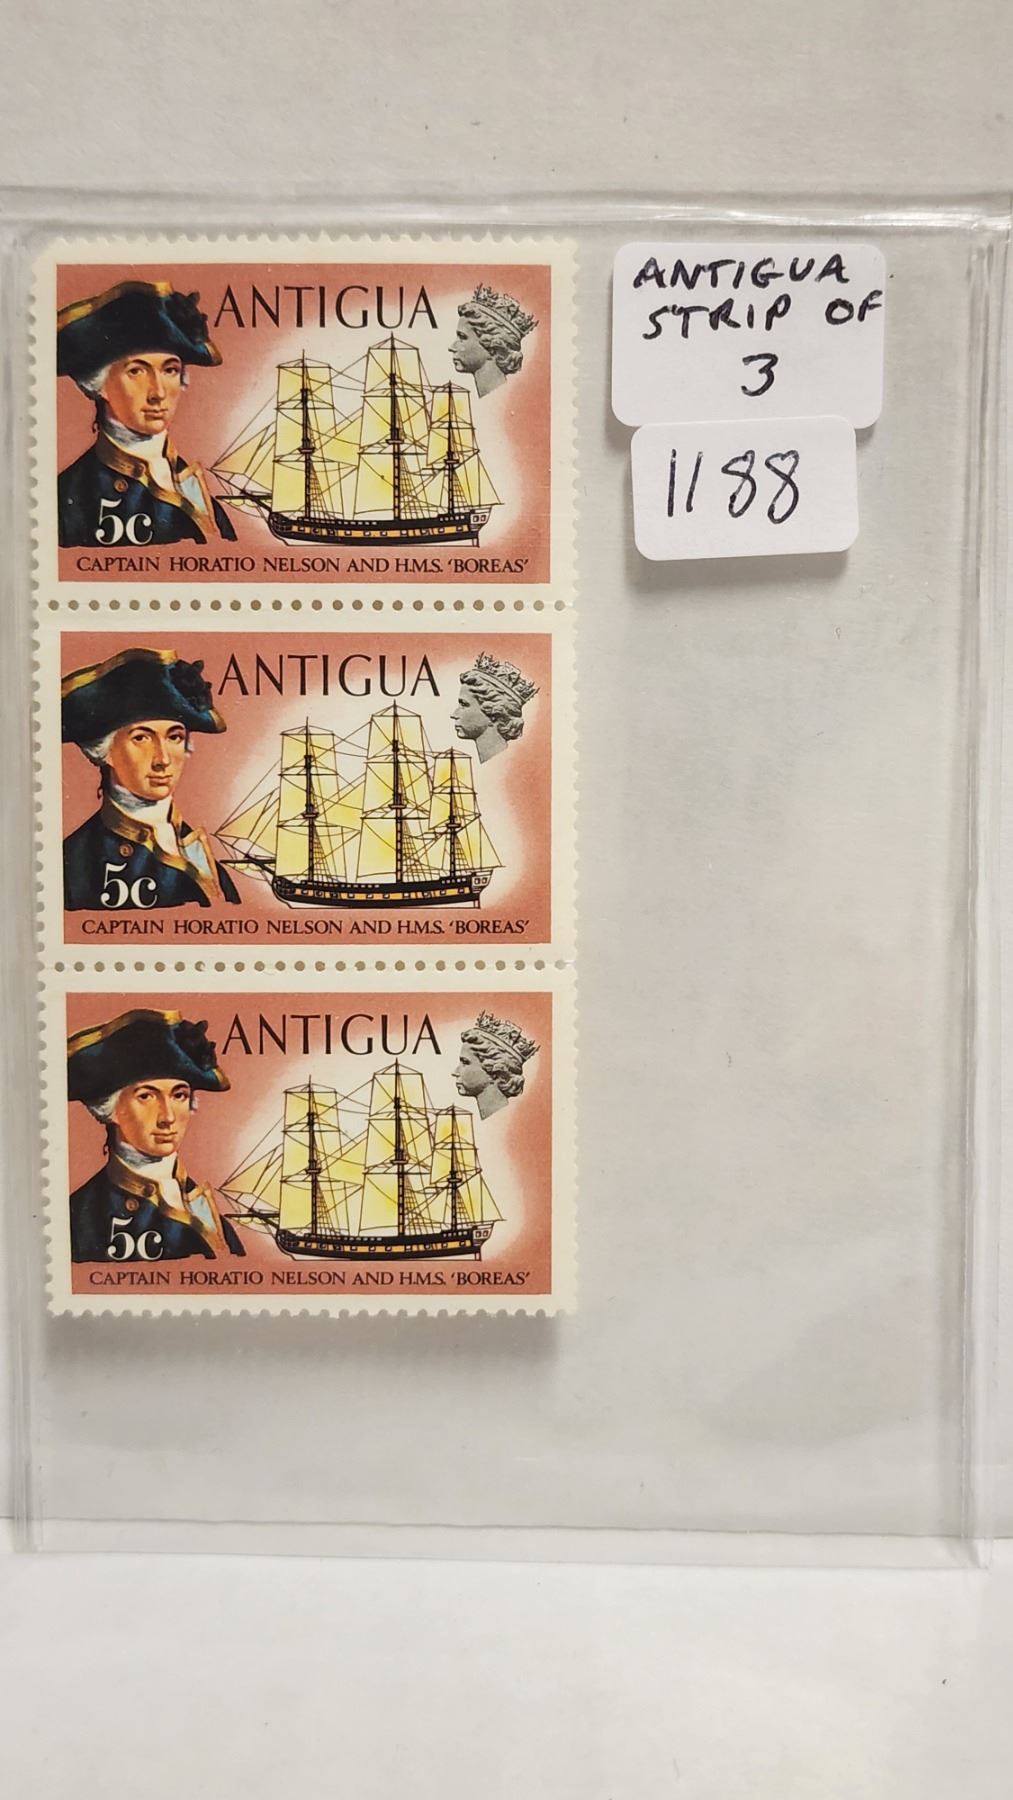 ANTIGUA
5c
CAPTAIN HORATIO NELSON AND H.M.S. 'BOREAS'
ANTIGUA
5c
CAPTAIN HORATIO NELSON AND H.M.S. 'BOREAS'
ANTIGUA
5c
CAPTAIN HORATIO NELSON AND H.M.S. 'BOREAS'
ANTIGUA
STRIP OF
3
1188